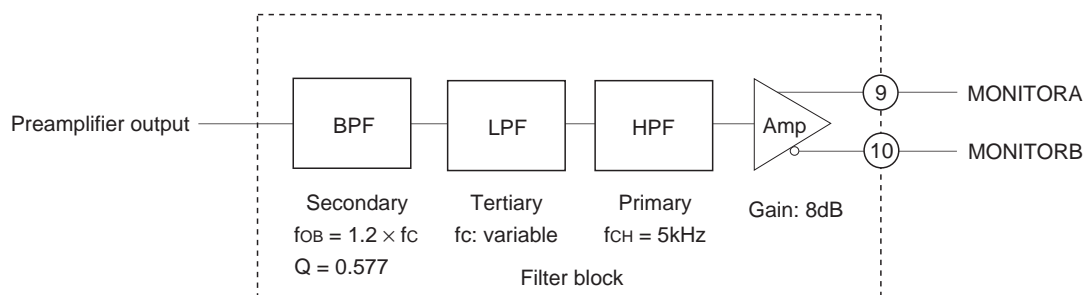 Preamplifier output
BPF
LPF
HPF
Amp
9
MONITORA
10
MONITORB
Secondary
fOB = 1.2 × fC
Q = 0.577
Tertiary
fC: variable
Primary
fCH = 5kHz
Gain: 8dB
Filter block